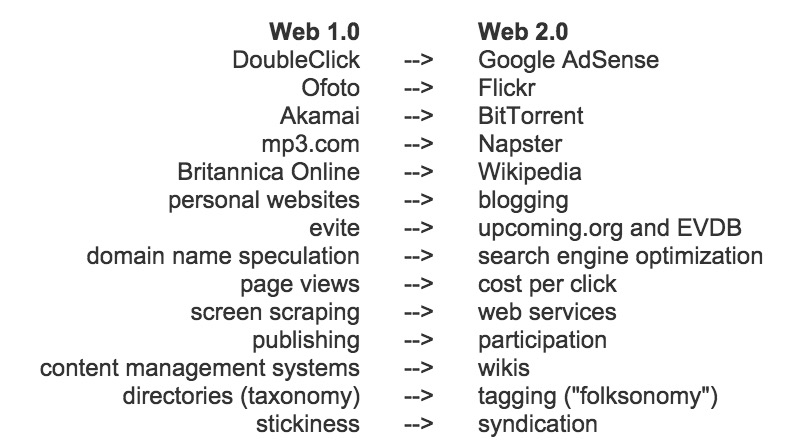 Web 1.0 Web 2.0
DoubleClick --> Google AdSense
Ofoto --> Flickr
Akamai --> BitTorrent
mp3.com --> Napster
Britannica Online --> Wikipedia
personal websites --> blogging
evite --> upcoming.org and EVDB
domain name speculation --> search engine optimization
page views --> cost per click
screen scraping --> web services
publishing --> participation
content management systems --> wikis
directories (taxonomy) --> tagging ("folksonomy")
stickiness --> syndication